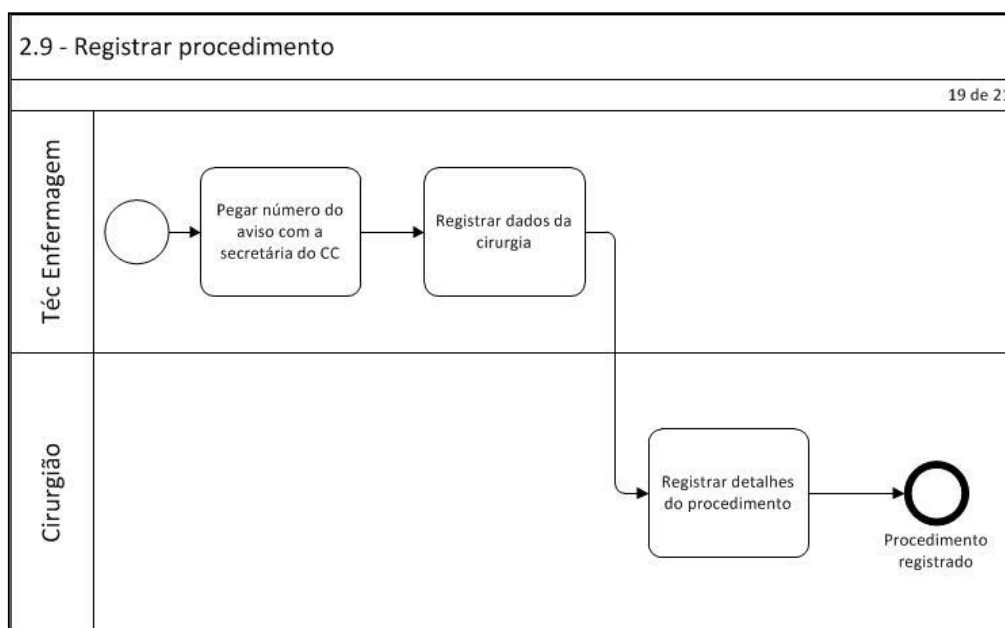 2.9 - Registrar procedimento
19 de 21
Téc Enfermagem
Pegar número do
aviso com a
secretária do CC
Registrar dados da
cirurgia
Cirurgião
Registrar detalhes
do procedimento
Procedimento
registrado